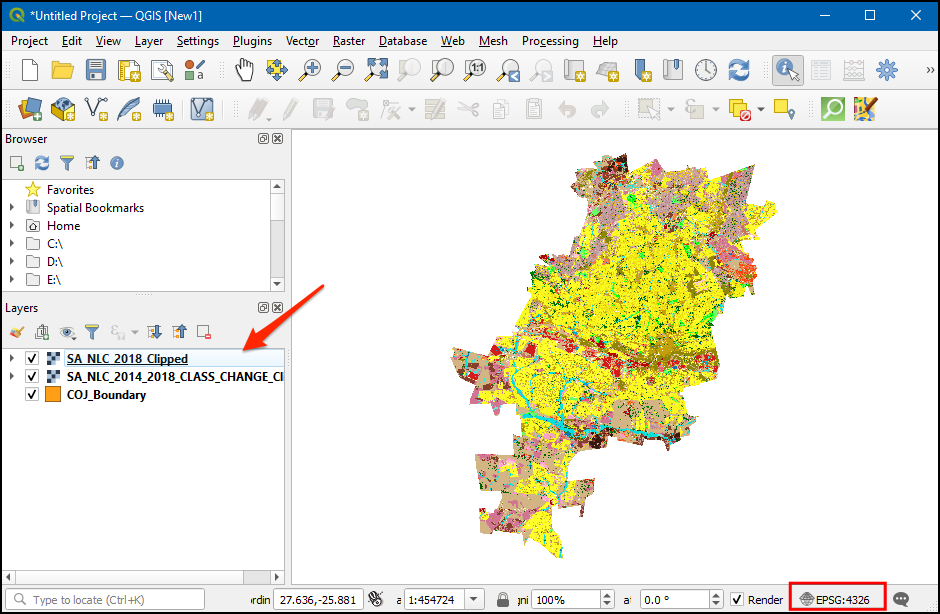 *Untitled Project — QGIS [New1]
Project Edit View Layer Settings Plugins Vector Raster Database Web Mesh Processing Help
1:1
»
Browser
Favorites
Spatial Bookmarks
Home
C:\
D:\
E:\
Layers
SA_NLC_2018_Clipped
SA_NLC_2014_2018_CLASS_CHANGE_Cl
COJ_Boundary
Type to locate (Ctrl+K) ordin 27.636,-25.881 a 1:454724 gni 100% a 0.0 ° Render EPSG:4326